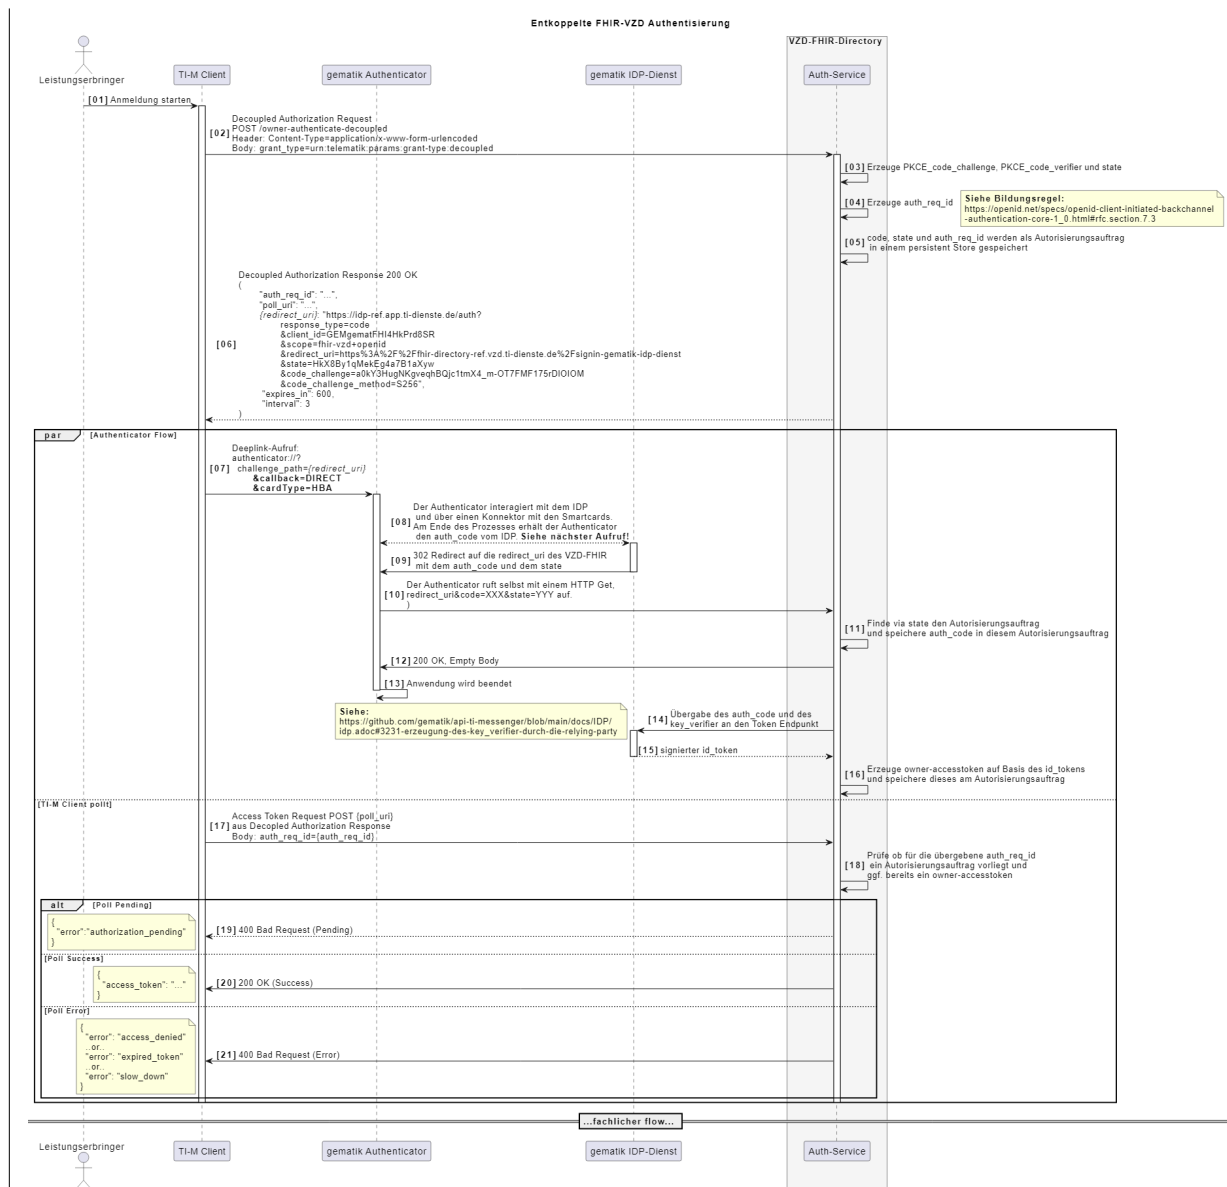 Entkoppelte FHIR-VZD Authentisierung
VZD-FHIR-Directory
Leistungserbringer
TI-M Client
gematik Authenticator
gematik IDP-Dienst
Auth-Service
[01] Anmeldung starten
Decoupled Authorization Request
[02] POST /owner-authenticate-decoupled
Header: Content-Type=application/x-www-form-urlencoded
Body: grant_type=urn:telematik:params:grant-type:decoupled
[03] Erzeuge PKCE_code_challenge, PKCE_code_verifier und state
[04] Erzeuge auth_req_id
Siehe Bildungsregel:
https://openid.net/specs/openid-client-initiated-backchannel
-authentication-core-1_0.html#rfc.section.7.3
[05] code, state und auth_req_id werden als Autorisierungsauftrag
in einem persistent Store gespeichert
Decoupled Authorization Response 200 OK
(
"auth_req_id": "...",
"poll_uri": "...",
{redirect_uri}: "https://idp-ref.app.ti-dienste.de/auth?
response_type=code
&client_id=GEMgematFHI4HkPrd8SR
[06] &scope=fhir-vzd+openid
&redirect_uri=https%3A%2F%2Ffhir-directory-ref.vzd.ti-dienste.de%2Fsignin-gematik-idp-dienst
&state=HkX8By1qMekEg4a7B1aXyw
&code_challenge=a0kY3HugNKgveqhBQjc1tmX4_m-OT7FMF175rDIOIOM
&code_challenge_method=S256",
"expires_in": 600,
"interval": 3
)
par [Authenticator Flow]
Deeplink-Aufruf:
authenticator://?
[07] challenge_path={redirect_uri}
&callback=DIRECT
&cardType=HBA
Der Authenticator interagiert mit dem IDP
[08] und über einen Konnektor mit den Smartcards.
Am Ende des Prozesses erhält der Authenticator
den auth_code vom IDP. Siehe nächster Aufruf!
[09] 302 Redirect auf die redirect_uri des VZD-FHIR
mit dem auth_code und dem state
Der Authenticator ruft selbst mit einem HTTP Get,
[10] redirect_uri&code=XXX&state=YYY auf.
)
[11] Finde via state den Autorisierungsauftrag
und speichere auth_code in diesem Autorisierungsauftrag
[12] 200 OK, Empty Body
[13] Anwendung wird beendet
Siehe:
https://github.com/gematik/api-ti-messenger/blob/main/docs/IDP/
idp.adoc#3231-erzeugung-des-key_verifier-durch-die-relying-party
[14] Übergabe des auth_code und des
key_verifier an den Token Endpunkt
[15] signierter id_token
[16] Erzeuge owner-accesstoken auf Basis des id_tokens
und speichere dieses am Autorisierungsauftrag
[TI-M Client pollt]
Access Token Request POST {poll_uri}
[17] aus Decopled Authorization Response
Body: auth_req_id={auth_req_id}
Prüfe ob für die übergebene auth_req_id
[18] ein Autorisierungsauftrag vorliegt und
ggf. bereits ein owner-accesstoken
alt [Poll Pending]
{
"error":"authorization_pending"
}
[19] 400 Bad Request (Pending)
[Poll Success]
{
"access_token": "..."
}
[20] 200 OK (Success)
[Poll Error]
{
"error": "access_denied"
..or..
"error": "expired_token"
..or..
"error": "slow_down"
}
[21] 400 Bad Request (Error)
...fachlicher flow...
Leistungserbringer
TI-M Client
gematik Authenticator
gematik IDP-Dienst
Auth-Service